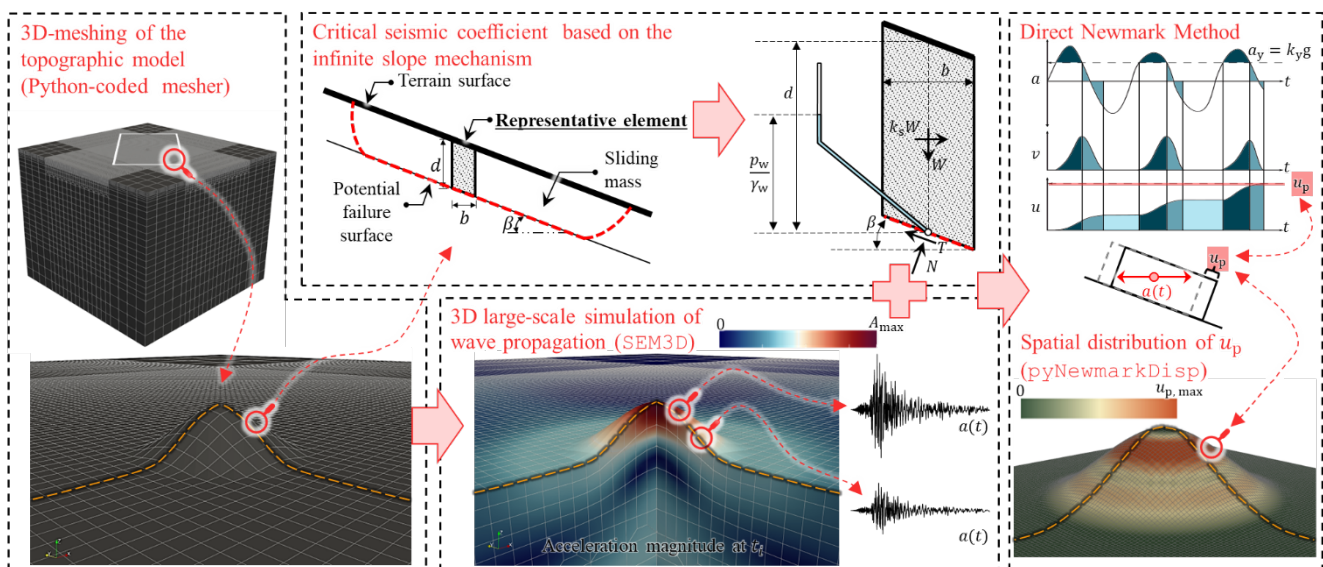 3D-meshing of the
topographic model
(Python-coded mesher)
Critical seismic coefficient based on the
infinite slope mechanism
Terrain surface
Representative element
d
Sliding
mass
Potential
failure
surface
b
β
d
b
k_s W
W
p_w
γ_w
β
T
N
3D large-scale simulation of
wave propagation (SEM3D)
0
A_max
a(t)
a(t)
Acceleration magnitude at t_i
Direct Newmark Method
a
a_y = k_y g
t
v
t
u
u_p
t
u_p
a(t)
Spatial distribution of u_p
(pyNewmarkDisp)
0
u_p, max